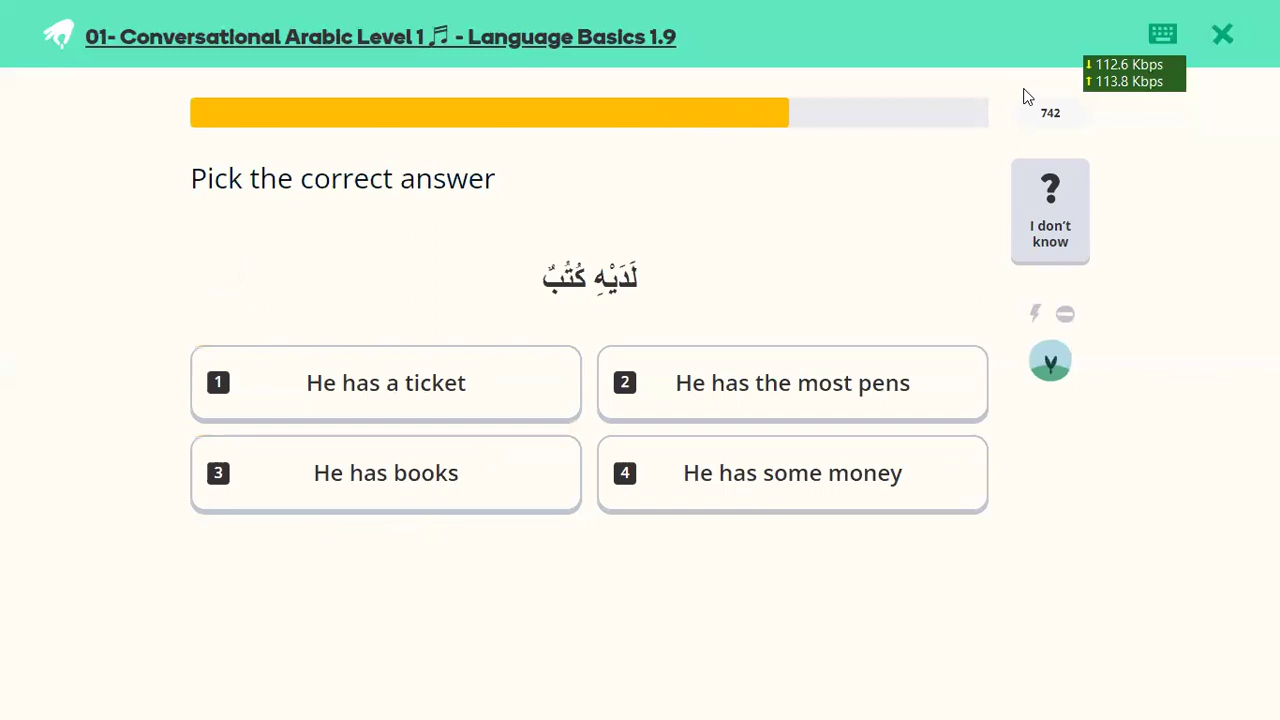 01- Conversational Arabic Level 1 🎵 - Language Basics 1.9
↓ 112.6 Kbps
↑ 113.8 Kbps
742
Pick the correct answer
?
I don't
know
لَدَيْهِ كُتُبٌ
1 He has a ticket
2 He has the most pens
3 He has books
4 He has some money